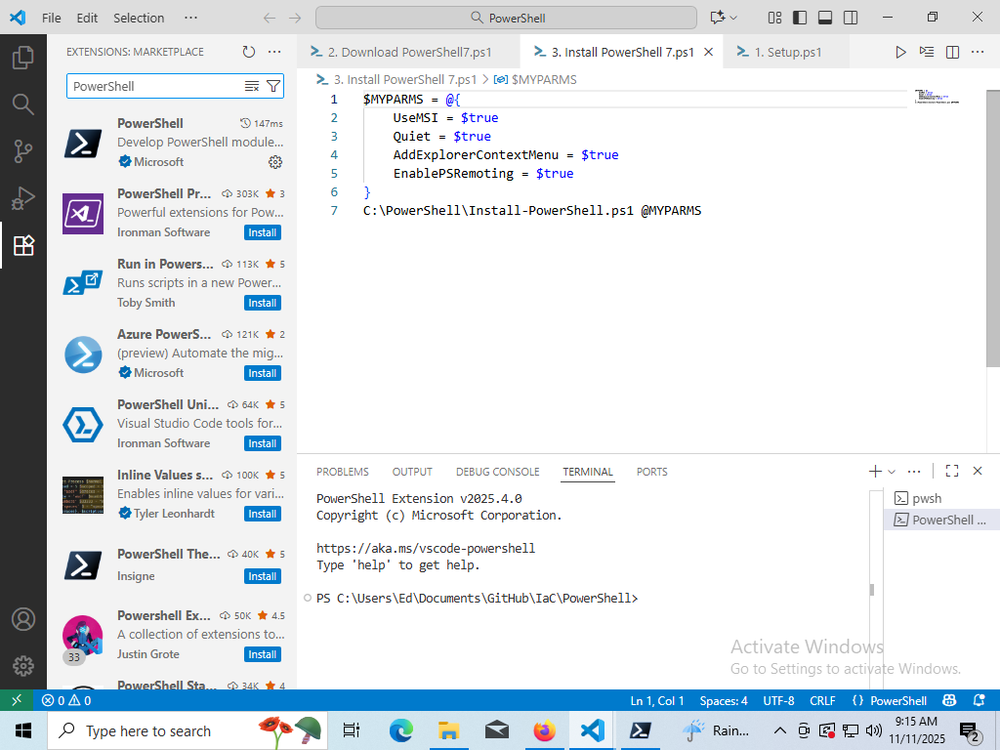 File Edit Selection ··· PowerShell
EXTENSIONS: MARKETPLACE
PowerShell
PowerShell 147ms
Develop PowerShell module...
Microsoft
PowerShell Pr... 303K 3
Powerful extensions for Pow...
Ironman Software Install
Run in Powers... 113K 5
Runs scripts in a new Power...
Toby Smith Install
Azure PowerS... 121K 2
(preview) Automate the mig...
Microsoft Install
PowerShell Uni... 64K 5
Visual Studio Code tools for...
Ironman Software Install
Inline Values s... 100K 5
Enables inline values for vari...
Tyler Leonhardt Install
PowerShell The... 40K 5
Insigne Install
Powershell Ex... 50K 4.5
A collection of extensions to...
Justin Grote Install
33
PowerShell Sta... 34K 4
2. Download PowerShell7.ps1 3. Install PowerShell 7.ps1 1. Setup.ps1
3. Install PowerShell 7.ps1 > $MYPARMS
1 $MYPARMS = @{
2 UseMSI = $true
3 Quiet = $true
4 AddExplorerContextMenu = $true
5 EnablePSRemoting = $true
6 }
7 C:\PowerShell\Install-PowerShell.ps1 @MYPARMS
PROBLEMS OUTPUT DEBUG CONSOLE TERMINAL PORTS
PowerShell Extension v2025.4.0
Copyright (c) Microsoft Corporation.
https://aka.ms/vscode-powershell
Type 'help' to get help.
PS C:\Users\Ed\Documents\GitHub\IaC\PowerShell>
pwsh
PowerShell ...
Activate Windows
Go to Settings to activate Windows.
0 0 Ln 1, Col 1 Spaces: 4 UTF-8 CRLF {} PowerShell
Type here to search Rain... 9:15 AM
11/11/2025 2